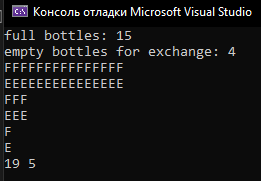 Консоль отладки Microsoft Visual Studio
full bottles: 15
empty bottles for exchange: 4
FFFFFFFFFFFFFFF
EEEEEEEEEEEEEEE
FFF
EEE
F
E
19 5